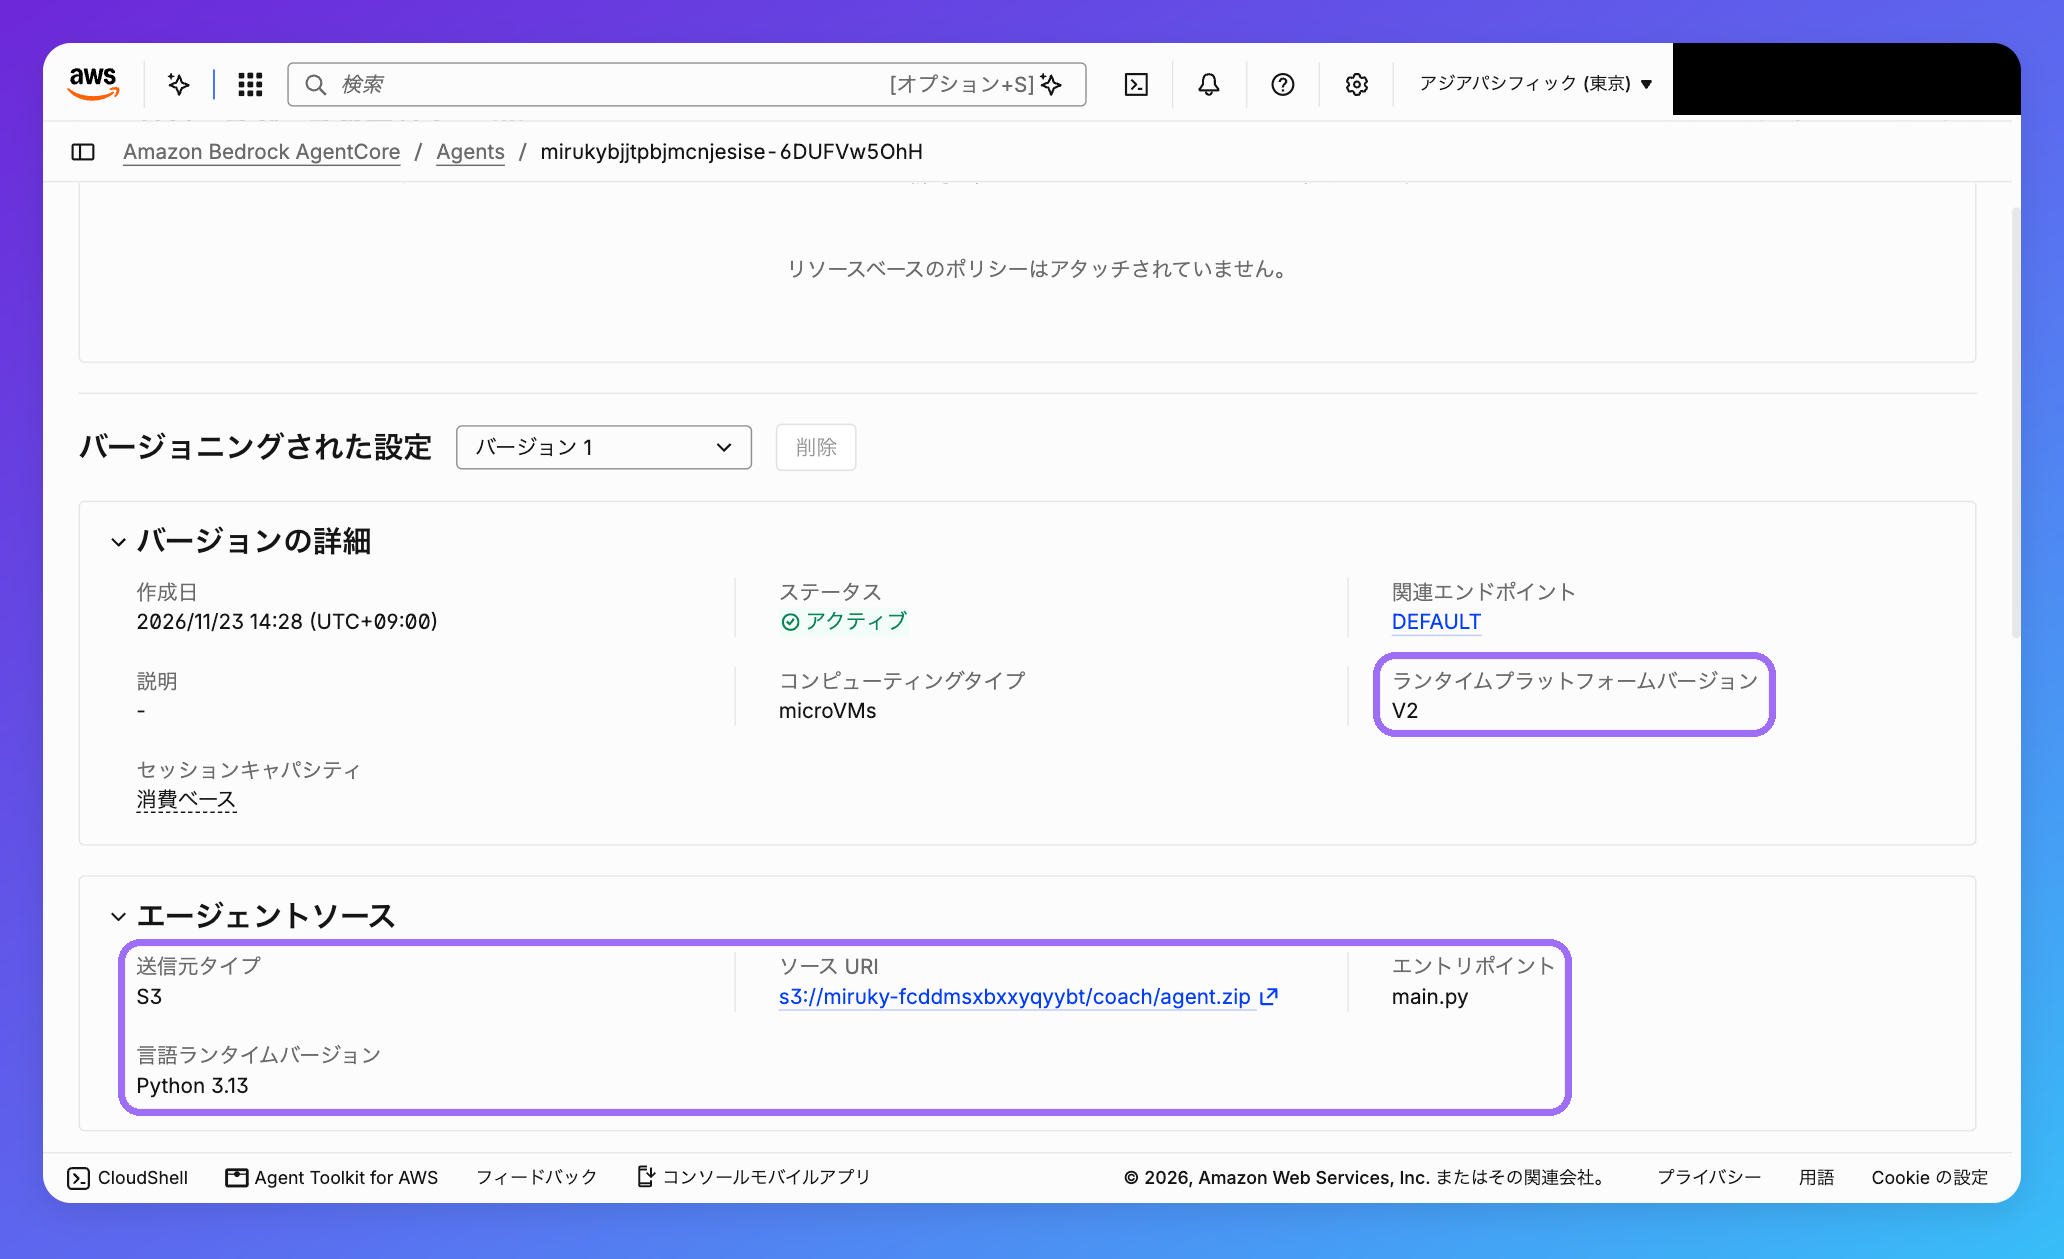 aws
検索 [オプション+S]
アジアパシフィック (東京) ▼
Amazon Bedrock AgentCore / Agents / mirukybjjtpbjmcnjesise-6DUFVw5OhH
リソースベースのポリシーはアタッチされていません。
バージョニングされた設定 バージョン 1 削除
バージョンの詳細
作成日 ステータス 関連エンドポイント
2026/11/23 14:28 (UTC+09:00) アクティブ DEFAULT
説明 コンピューティングタイプ ランタイムプラットフォームバージョン
- microVMs V2
セッションキャパシティ
消費ベース
エージェントソース
送信元タイプ ソース URI エントリポイント
S3 s3://miruky-fcddmsxbxxyqyybt/coach/agent.zip main.py
言語ランタイムバージョン
Python 3.13
CloudShell Agent Toolkit for AWS フィードバック コンソールモバイルアプリ © 2026, Amazon Web Services, Inc. またはその関連会社。 プライバシー 用語 Cookie の設定